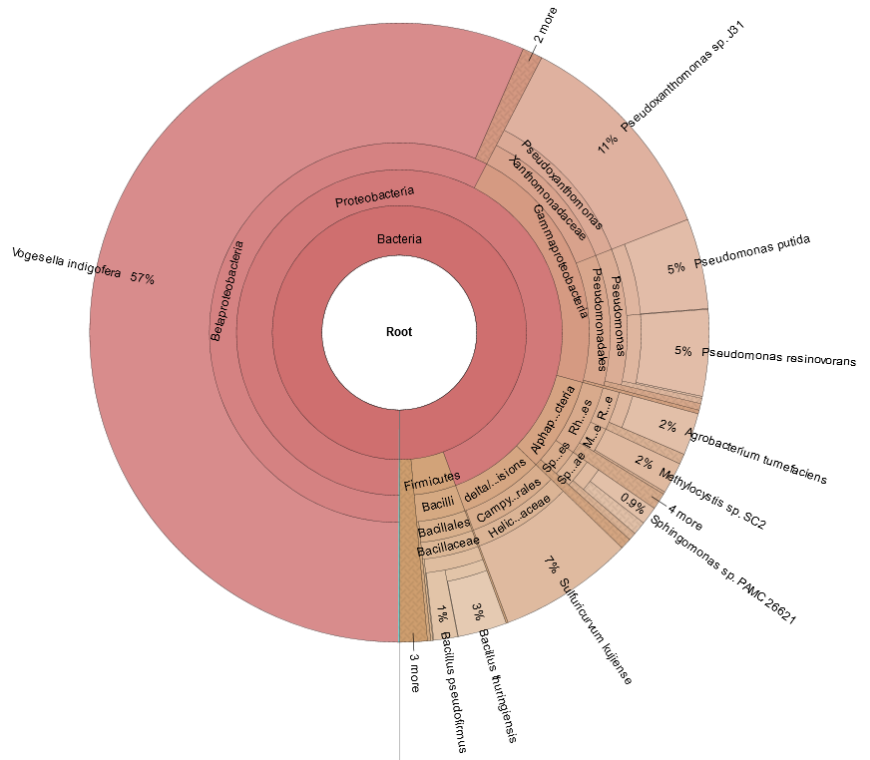 2 more
11% Pseudoxanthomonas sp. J31
Pseudoxanthomonas
Xanthomonadaceae
Gammaproteobacteria
Proteobacteria
Bacteria
Root
Betaproteobacteria
Vogesella indigofera 57%
5% Pseudomonas putida
Pseudomonas
Pseudomonadales
5% Pseudomonas resinovorans
Alphap...cteria
Rh...es
R...e
M...e
Sp...es
Sp...ae
2% Agrobacterium tumefaciens
2% Methylocystis sp. SC2
4 more
0.9% Sphingomonas sp. PAMC 26621
Firmicutes
Bacilli
Bacillales
Bacillaceae
delta/...isions
Campy...rales
Helic...aceae
7% Sulfuricurvum kujiense
3% Bacillus thuringiensis
1% Bacillus pseudofirmus
3 more